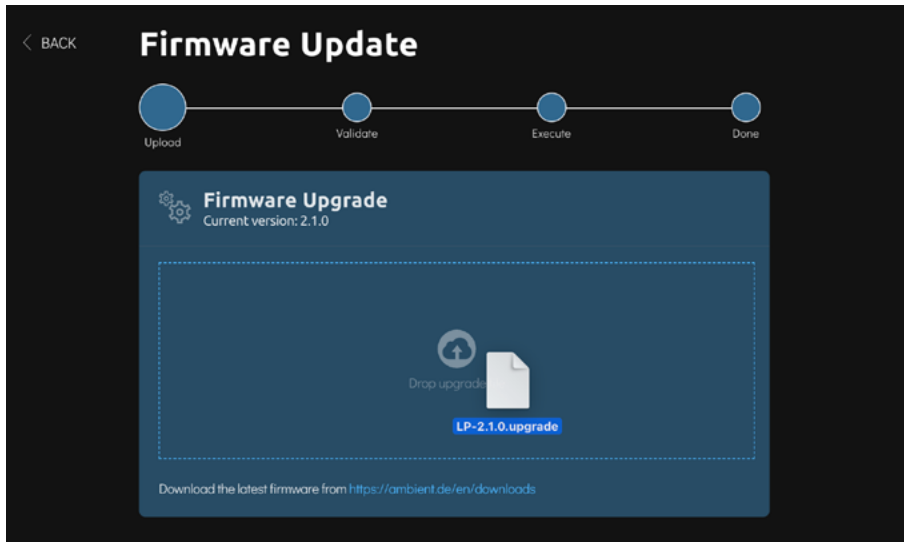 BACK
Firmware Update
Upload
Validate
Execute
Done
Firmware Upgrade
Current version: 2.1.0
Drop upgrade
LP-2.1.0.upgrade
Download the latest firmware from https://ambient.de/en/downloads